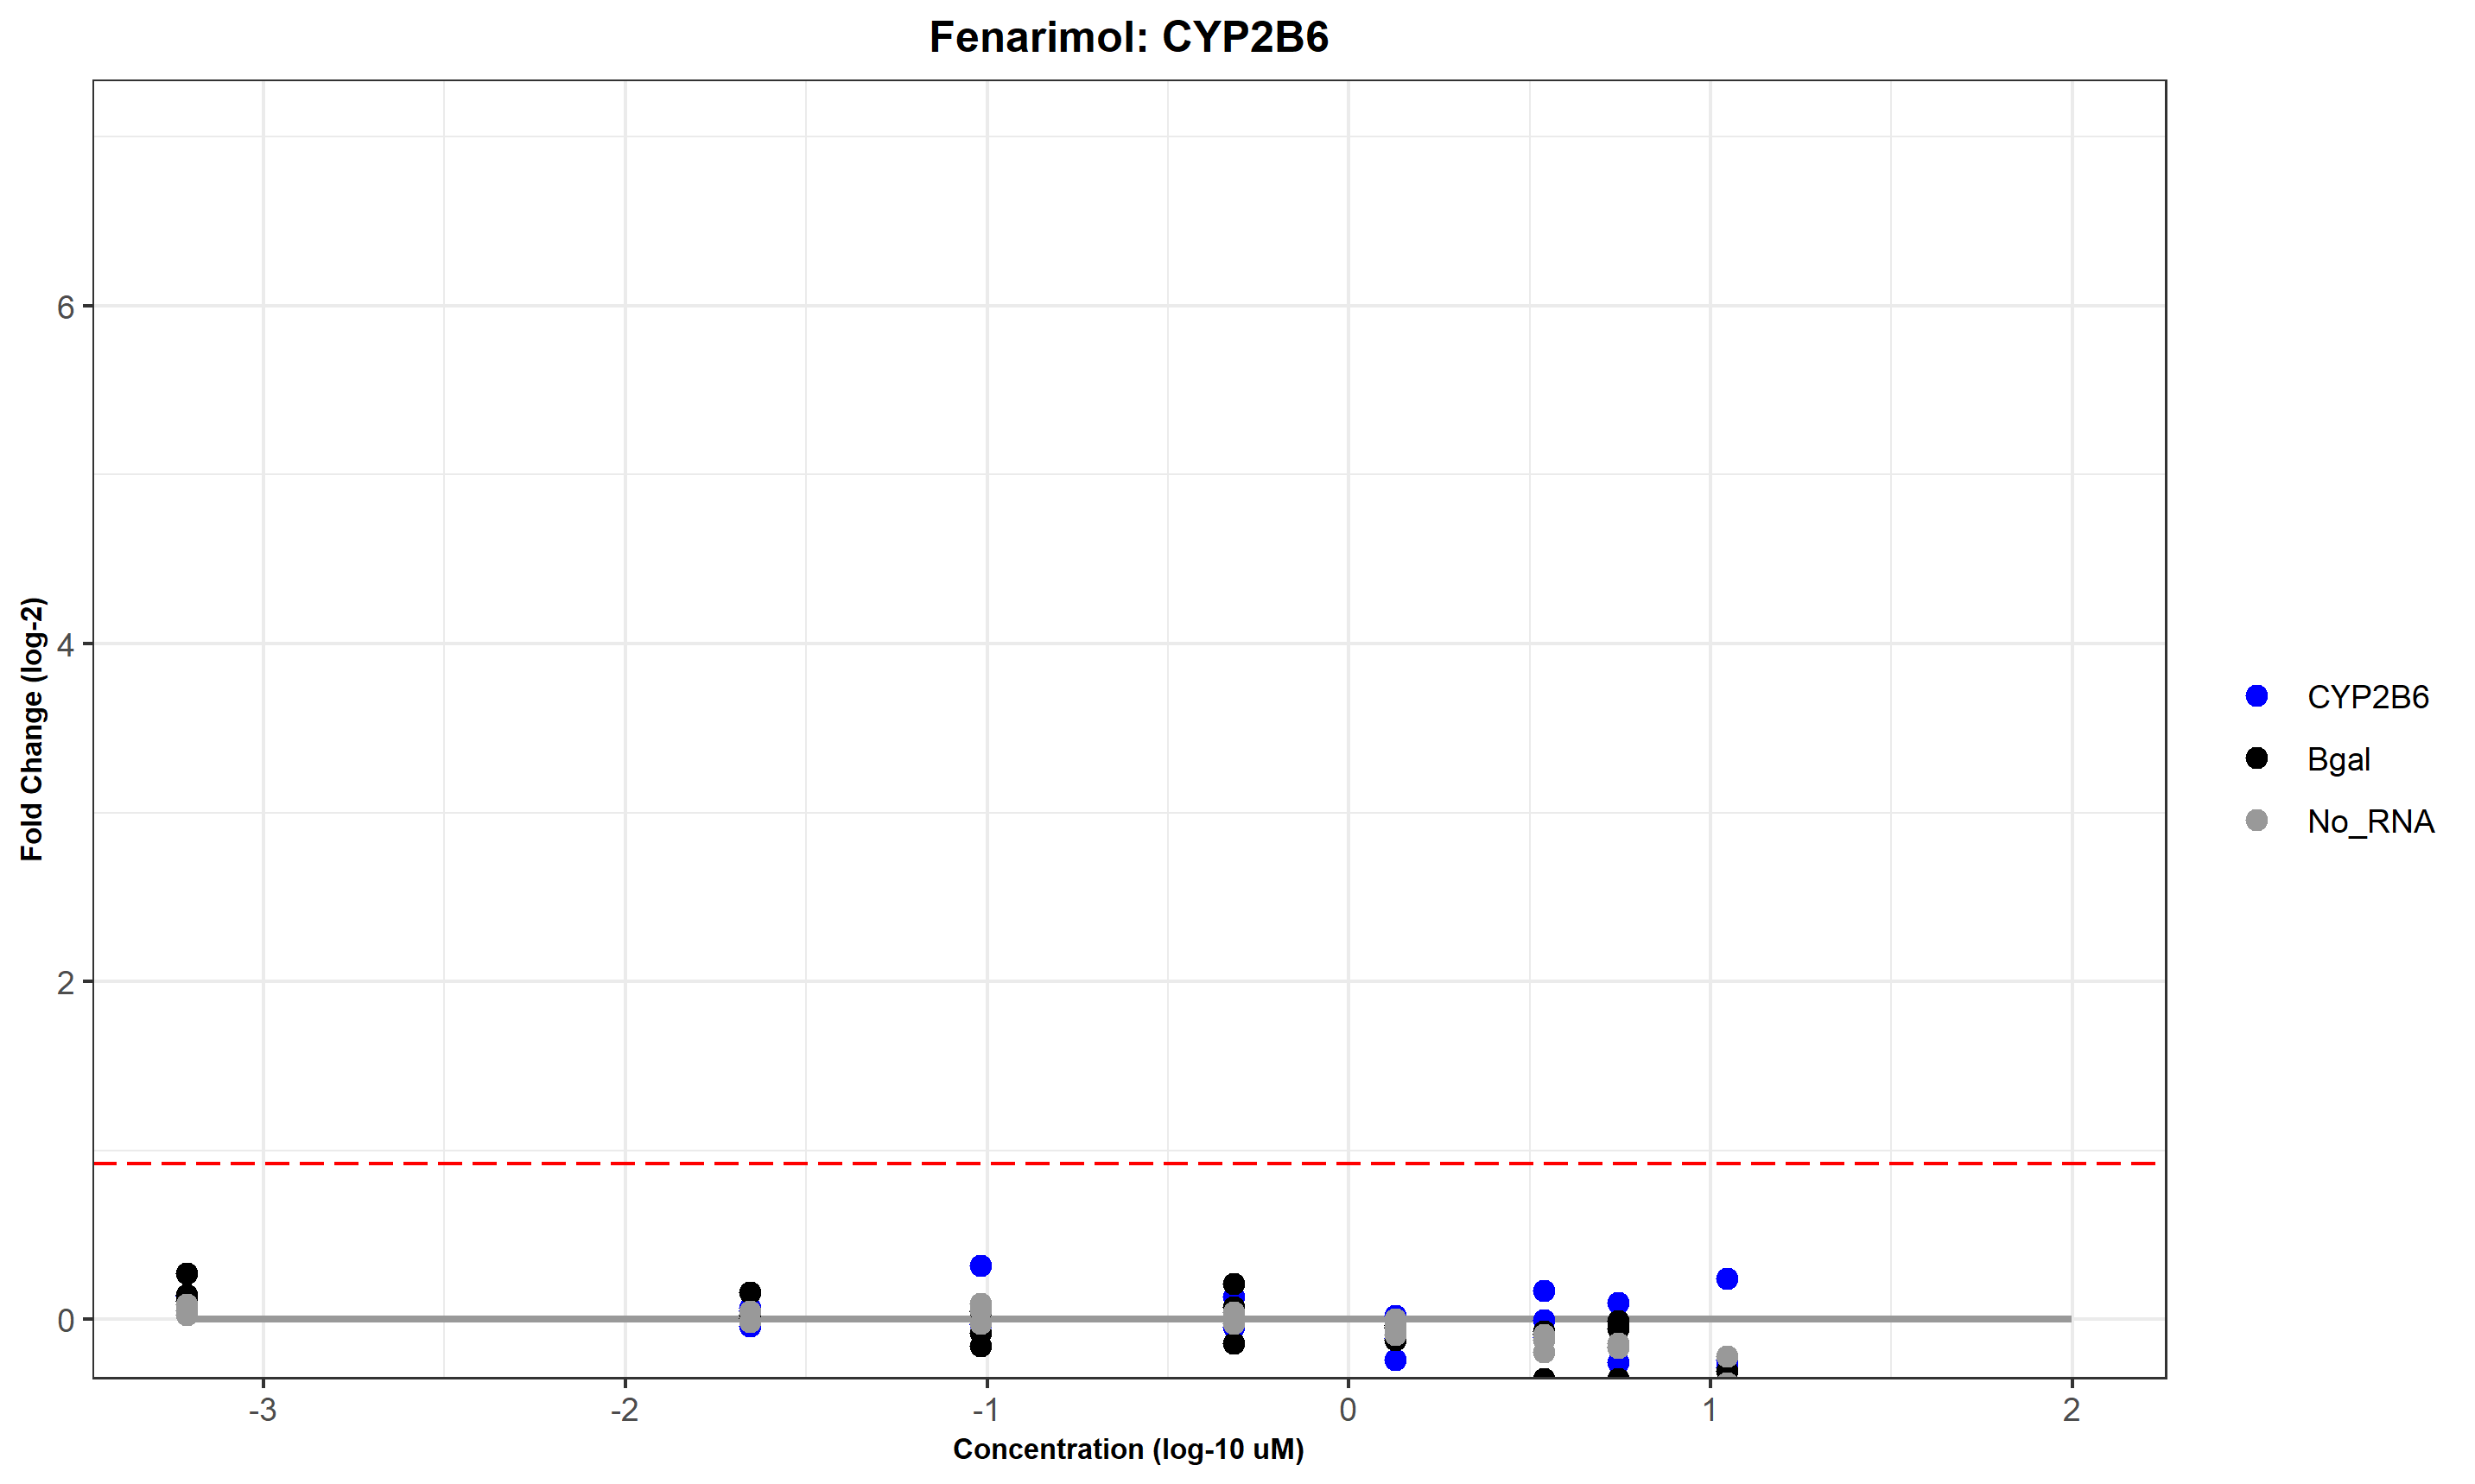 Fenarimol: CYP2B6
Fold Change (log-2)
6
4
2
0
-3
-2
-1
0
1
2
Concentration (log-10 uM)
CYP2B6
Bgal
No_RNA